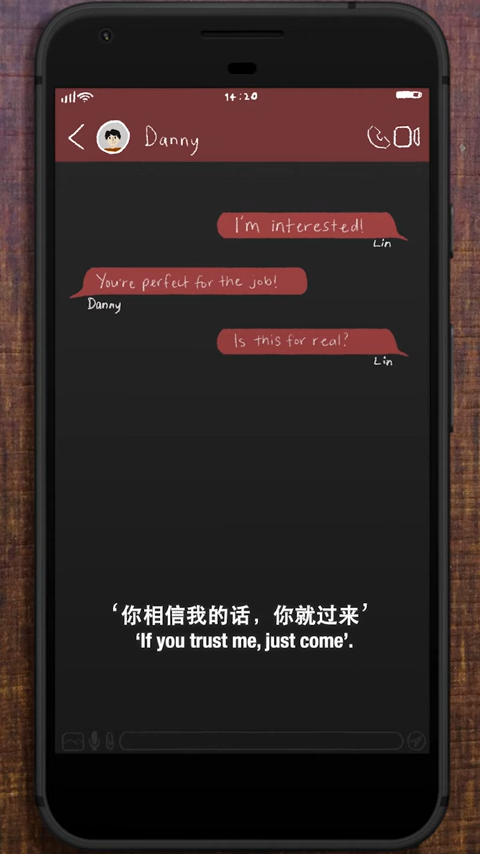 14:20
Danny
I'm interested!
Lin
You're perfect for the job!
Danny
Is this for real?
Lin
‘你相信我的话，你就过来’
‘If you trust me, just come’.